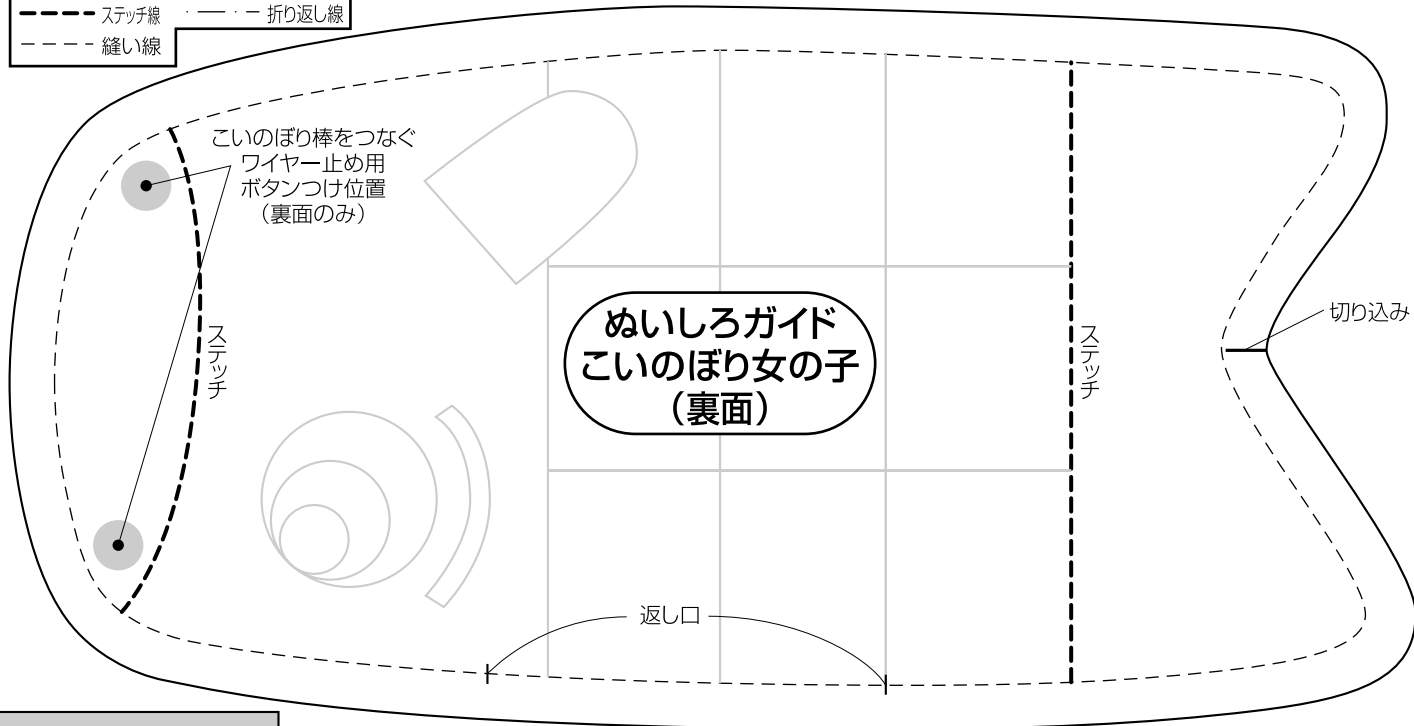 ステッチ線
折り返し線
縫い線
こいのぼり棒をつなぐ
ワイヤー止め用
ボタンつけ位置
（裏面のみ）
ステッチ
ぬいしろガイド
こいのぼり女の子
（裏面）
ステッチ
切り込み
返し口